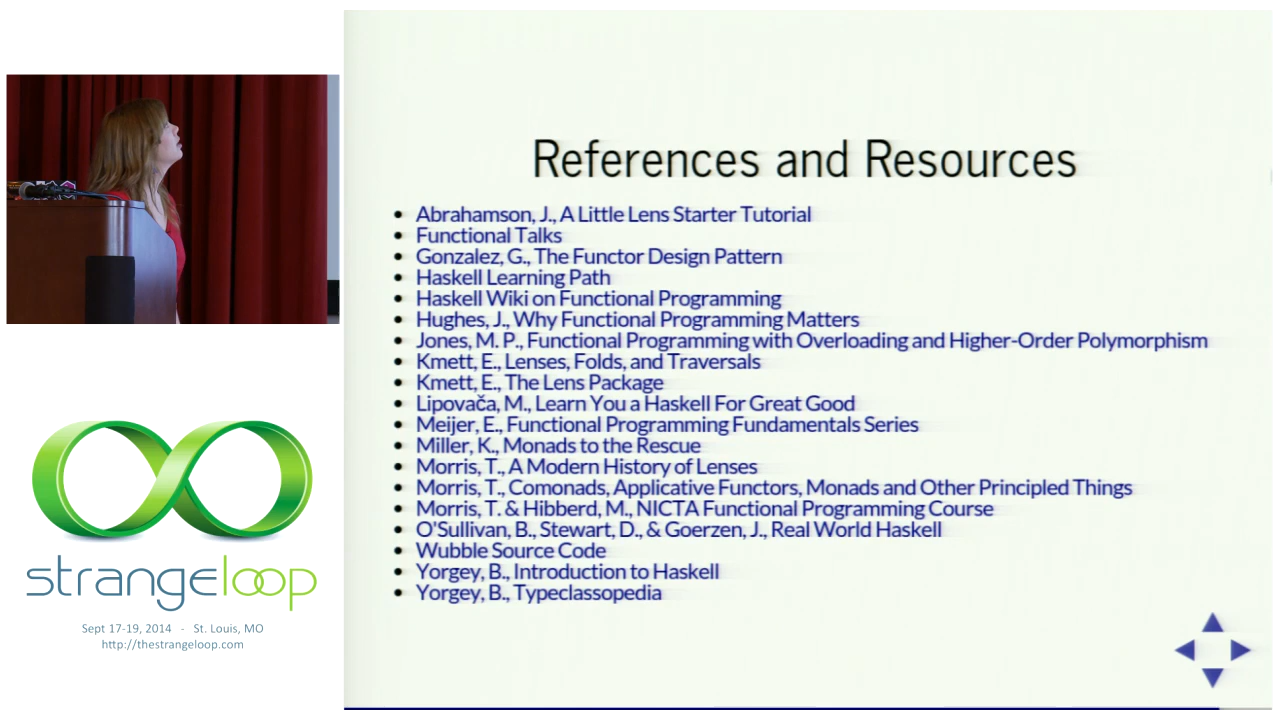 References and Resources
Abrahamson, J., A Little Lens Starter Tutorial
Functional Talks
Gonzalez, G., The Functor Design Pattern
Haskell Learning Path
Haskell Wiki on Functional Programming
Hughes, J., Why Functional Programming Matters
Jones, M. P., Functional Programming with Overloading and Higher-Order Polymorphism
Kmett, E., Lenses, Folds, and Traversals
Kmett, E., The Lens Package
Lipovača, M., Learn You a Haskell For Great Good
Meijer, E., Functional Programming Fundamentals Series
Miller, K., Monads to the Rescue
Morris, T., A Modern History of Lenses
Morris, T., Comonads, Applicative Functors, Monads and Other Principled Things
Morris, T. & Hibberd, M., NICTA Functional Programming Course
O'Sullivan, B., Stewart, D., & Goerzen, J., Real World Haskell
Wubble Source Code
Yorgey, B., Introduction to Haskell
Yorgey, B., Typeclassopedia
strangeloop
Sept 17-19, 2014 - St. Louis, MO
http://thestrangeloop.com